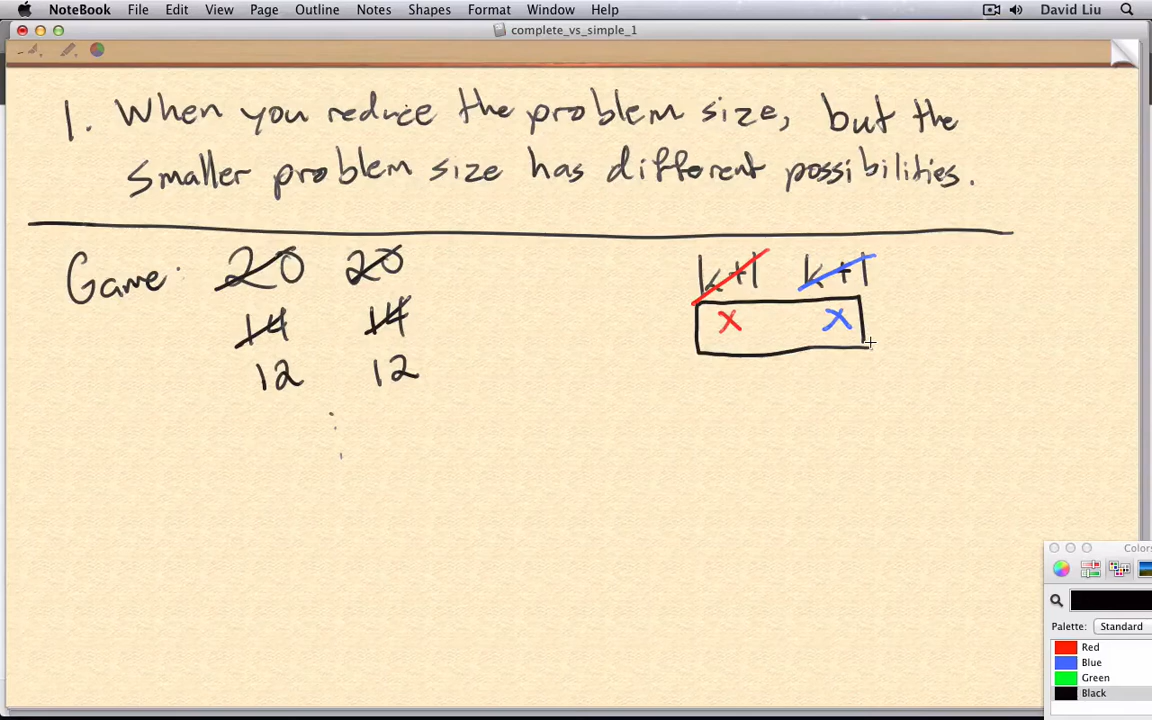 NoteBook File Edit View Page Outline Notes Shapes Format Window Help David Liu
complete_vs_simple_1
1. When you reduce the problem size, but the
smaller problem size has different possibilities.
Game: 20 20 k+1 k+1
14 14 x x
12 12
Colors
Palette: Standard
Red
Blue
Green
Black